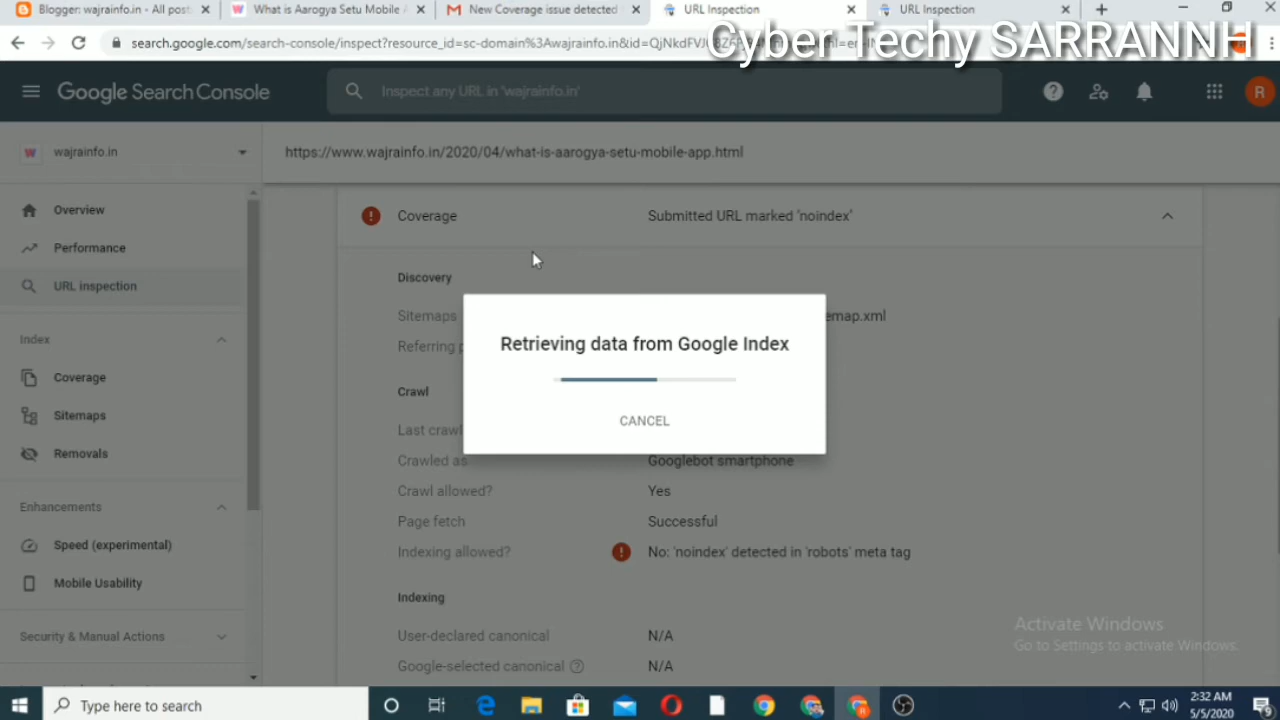 Blogger: wajrainfo.in - All post
What is Aarogya Setu Mobile A
New Coverage issue detected f
URL Inspection
URL Inspection
Cyber Techy SARRANNH
Google Search Console
Inspect any URL in 'wajrainfo.in'
R
wajrainfo.in
https://www.wajrainfo.in/2020/04/what-is-aarogya-setu-mobile-app.html
Overview
Performance
URL inspection
Index
Coverage
Sitemaps
Removals
Enhancements
Speed (experimental)
Mobile Usability
Security & Manual Actions
Coverage Submitted URL marked 'noindex'
Discovery
Sitemaps emap.xml
Referring p
Retrieving data from Google Index
CANCEL
Crawl
Last crawl
Crawled as Googlebot smartphone
Crawl allowed? Yes
Page fetch Successful
Indexing allowed? No: 'noindex' detected in 'robots' meta tag
Indexing
User-declared canonical N/A
Google-selected canonical N/A
Activate Windows
Go to Settings to activate Windows.
Type here to search
2:32 AM
5/5/2020